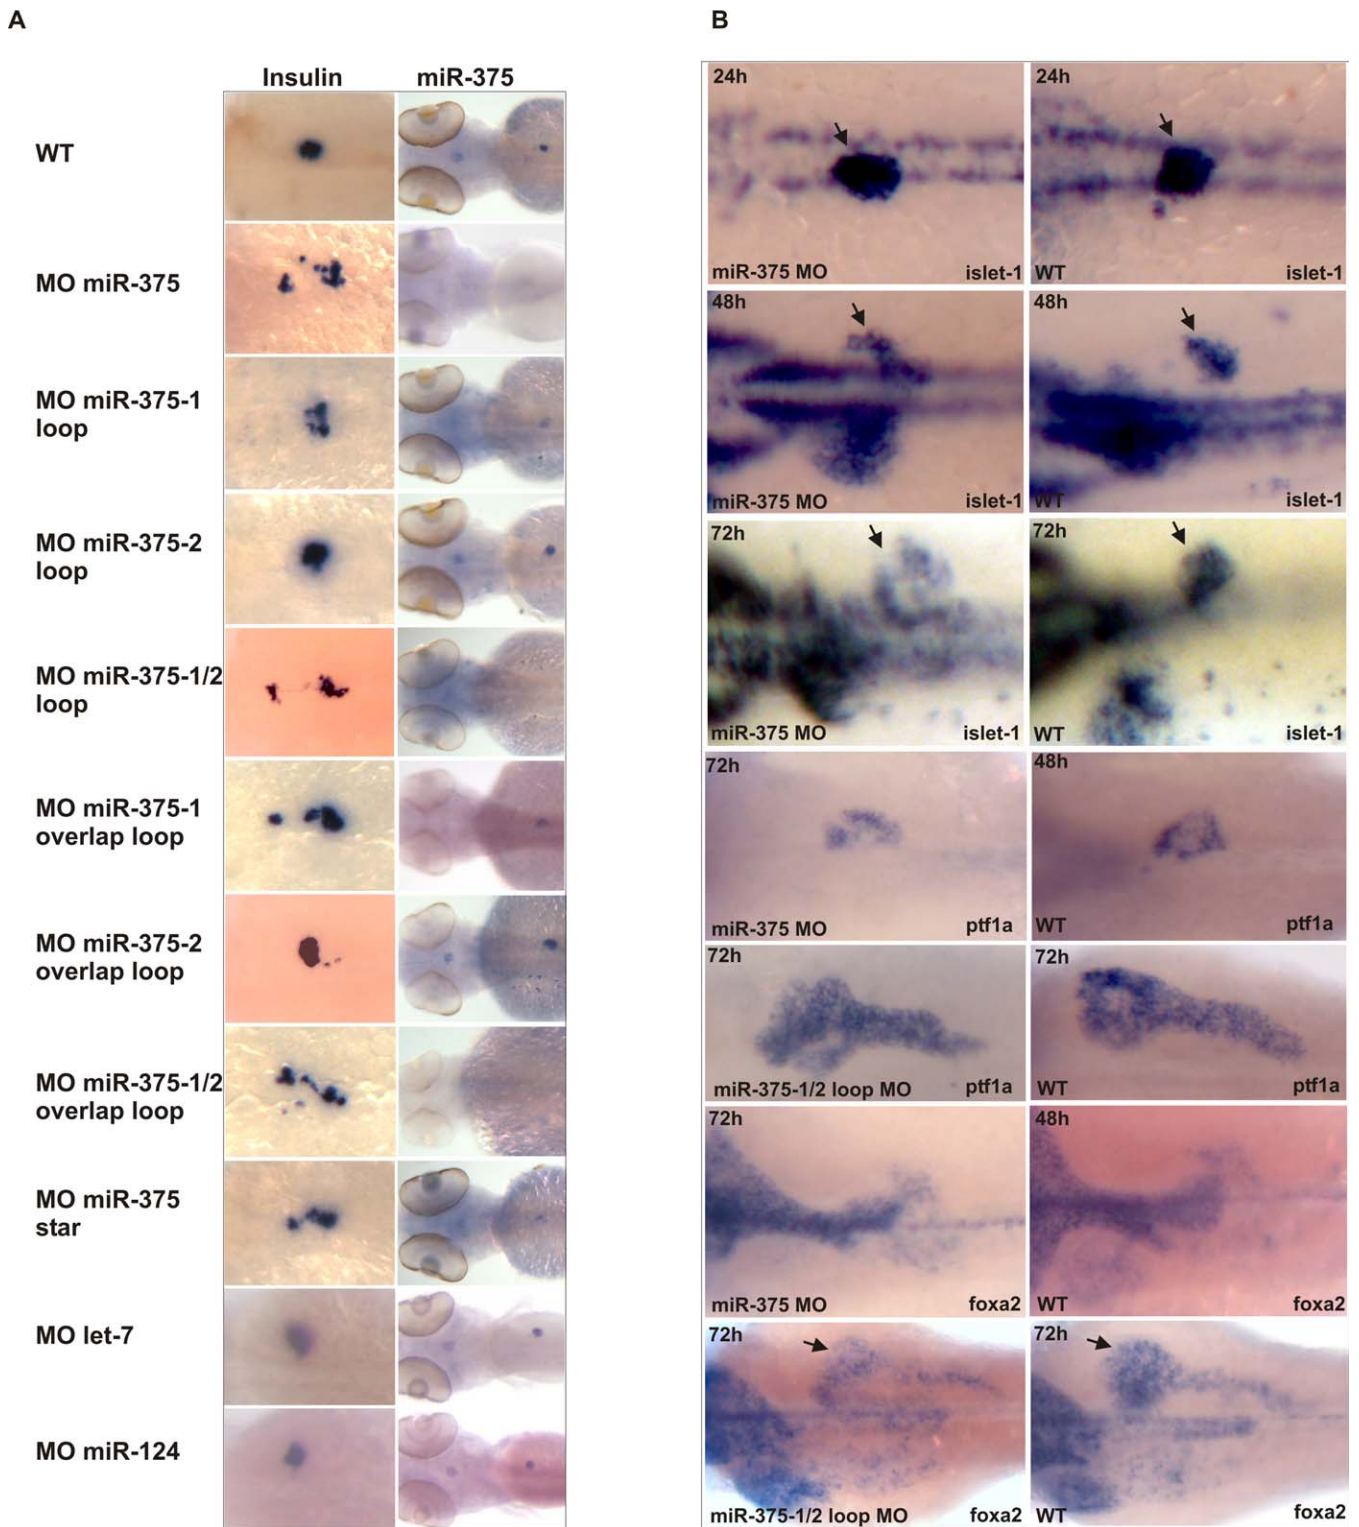 A
Insulin miR-375
WT
MO miR-375
MO miR-375-1
loop
MO miR-375-2
loop
MO miR-375-1/2
loop
MO miR-375-1
overlap loop
MO miR-375-2
overlap loop
MO miR-375-1/2
overlap loop
MO miR-375
star
MO let-7
MO miR-124
B
24h 24h
miR-375 MO islet-1 WT islet-1
48h 48h
miR-375 MO islet-1 WT islet-1
72h 72h
miR-375 MO islet-1 WT islet-1
72h 48h
miR-375 MO ptf1a WT ptf1a
72h 72h
miR-375-1/2 loop MO ptf1a WT ptf1a
72h 48h
miR-375 MO foxa2 WT foxa2
72h 72h
miR-375-1/2 loop MO foxa2 WT foxa2